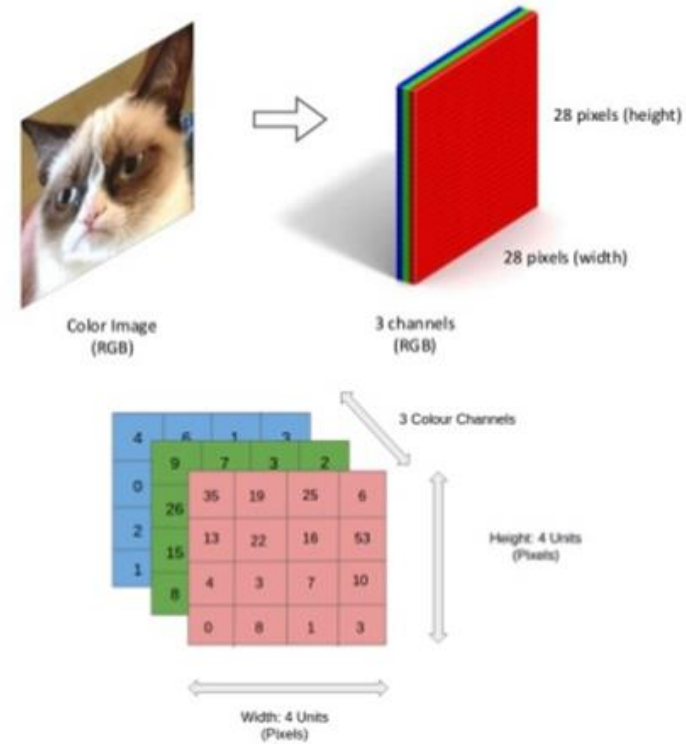 28 pixels (height)
28 pixels (width)
Color Image
(RGB)
3 channels
(RGB)
3 Colour Channels
4 6 1 3
9 7 3 2
0
35 19 25 6
26
13 22 16 53
Height: 4 Units
(Pixels)
2
15
4 3 7 10
1
8
0 8 1 3
Width: 4 Units
(Pixels)